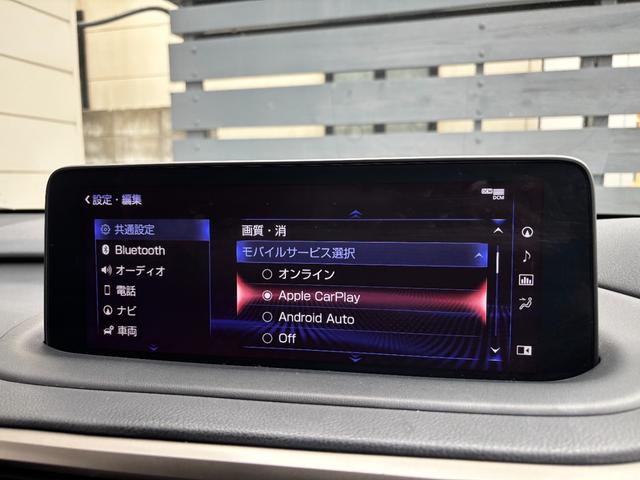 設定・編集
DCM
DCM
共通設定
Bluetooth
オーディオ
電話
ナビ
車両
画質・消
モバイルサービス選択
オンライン
Apple CarPlay
Android Auto
Off